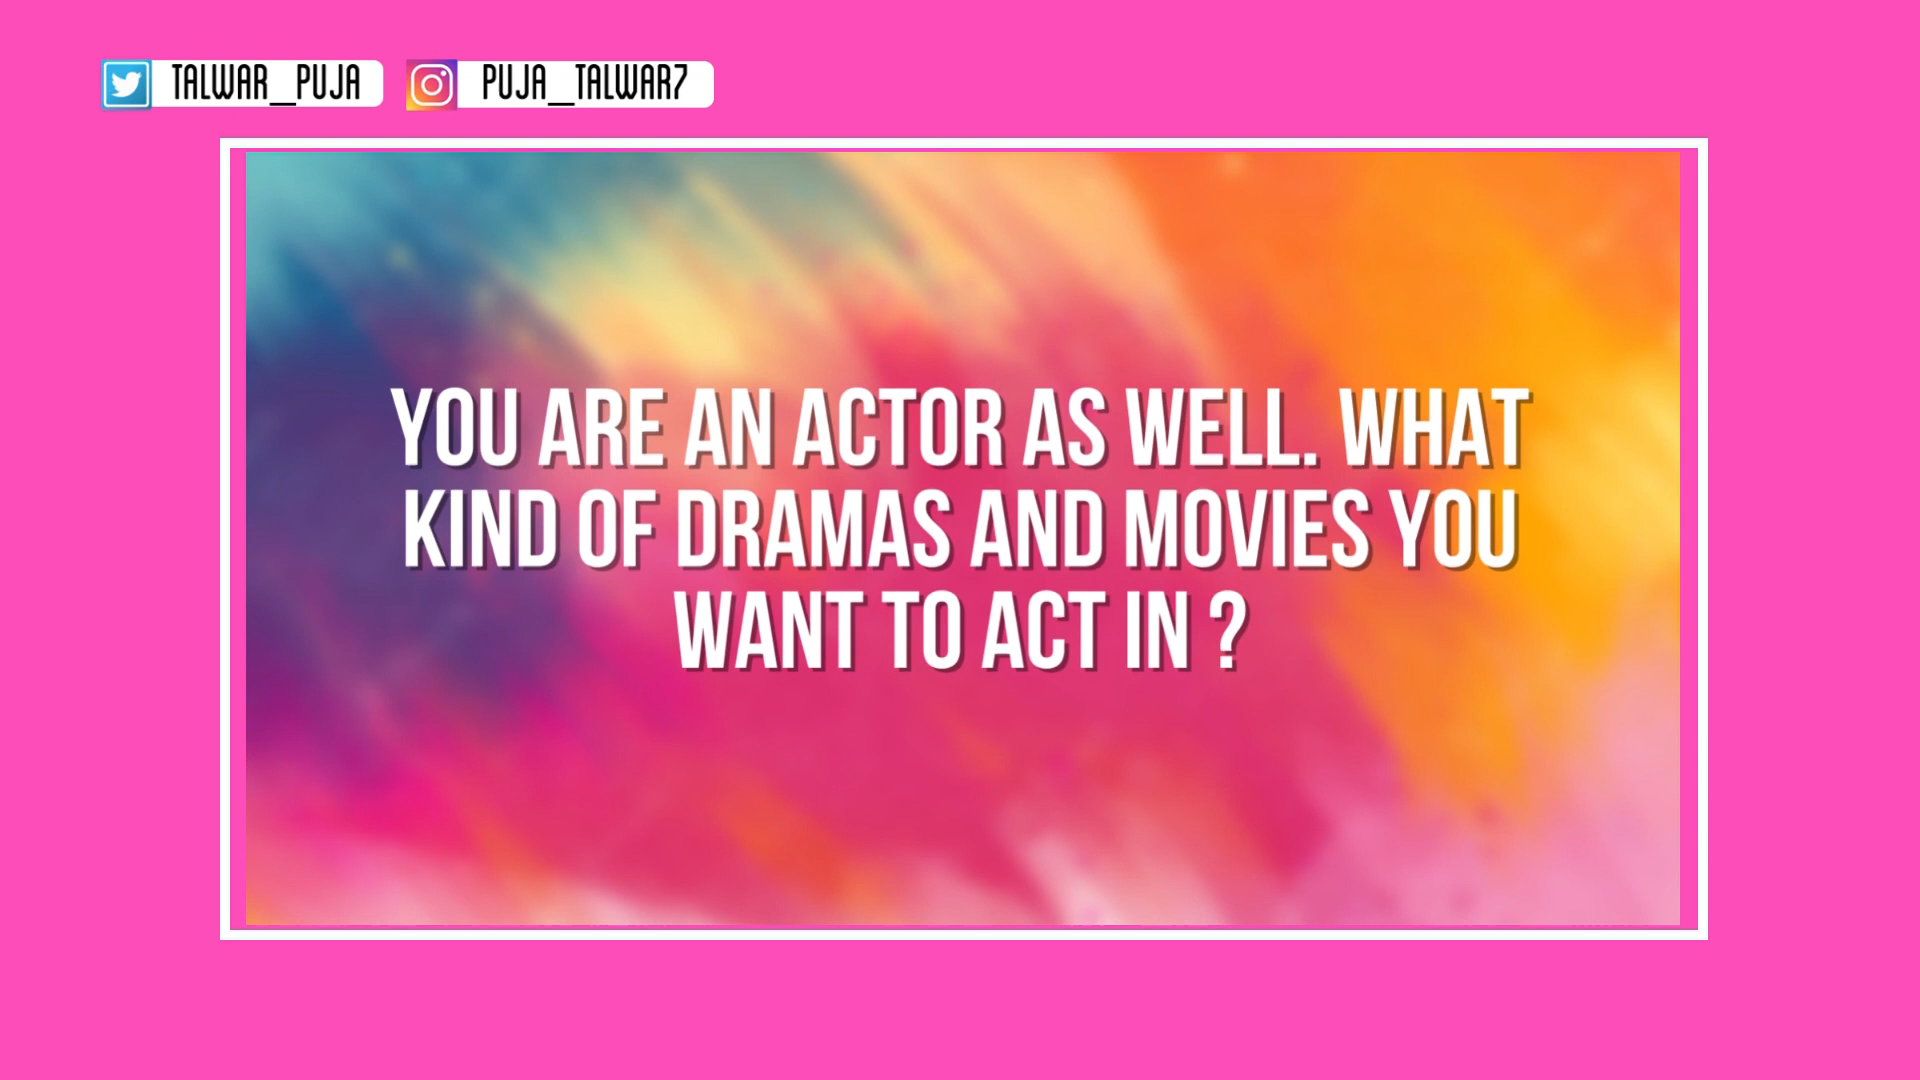 TALWAR_PUJA
PUJA_TALWAR7
YOU ARE AN ACTOR AS WELL. WHAT
KIND OF DRAMAS AND MOVIES YOU
WANT TO ACT IN ?